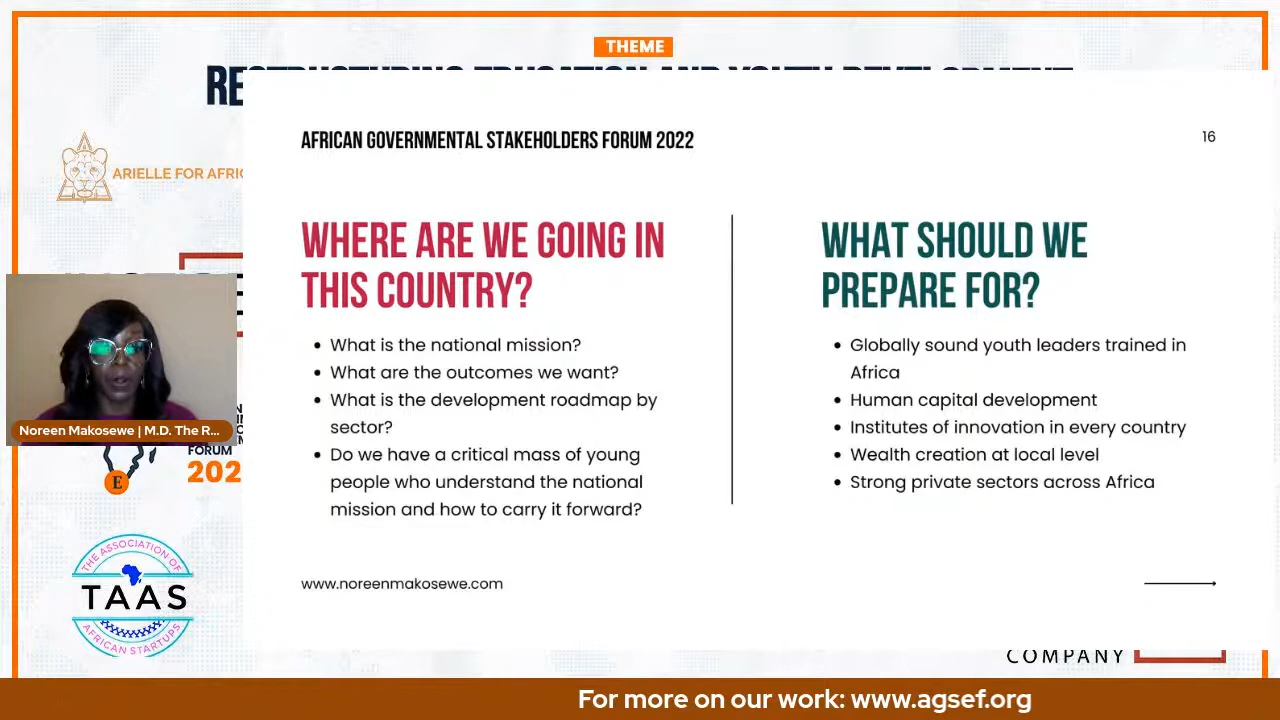 THEME
RESTRUCTURING EDUCATION AND YOUTH DEVELOPMENT
ARIELLE FOR AFRIC
AFRICAN GOVERNMENTAL STAKEHOLDERS FORUM 2022
16
WHERE ARE WE GOING IN
THIS COUNTRY?
• What is the national mission?
• What are the outcomes we want?
• What is the development roadmap by
sector?
• Do we have a critical mass of young
people who understand the national
mission and how to carry it forward?
WHAT SHOULD WE
PREPARE FOR?
• Globally sound youth leaders trained in
Africa
• Human capital development
• Institutes of innovation in every country
• Wealth creation at local level
• Strong private sectors across Africa
www.noreenmakosewe.com
Noreen Makosewe | M.D. The R...
FORUM
202
E
THE ASSOCIATION OF
TAAS
AFRICAN STARTUPS
COMPANY
For more on our work: www.agsef.org